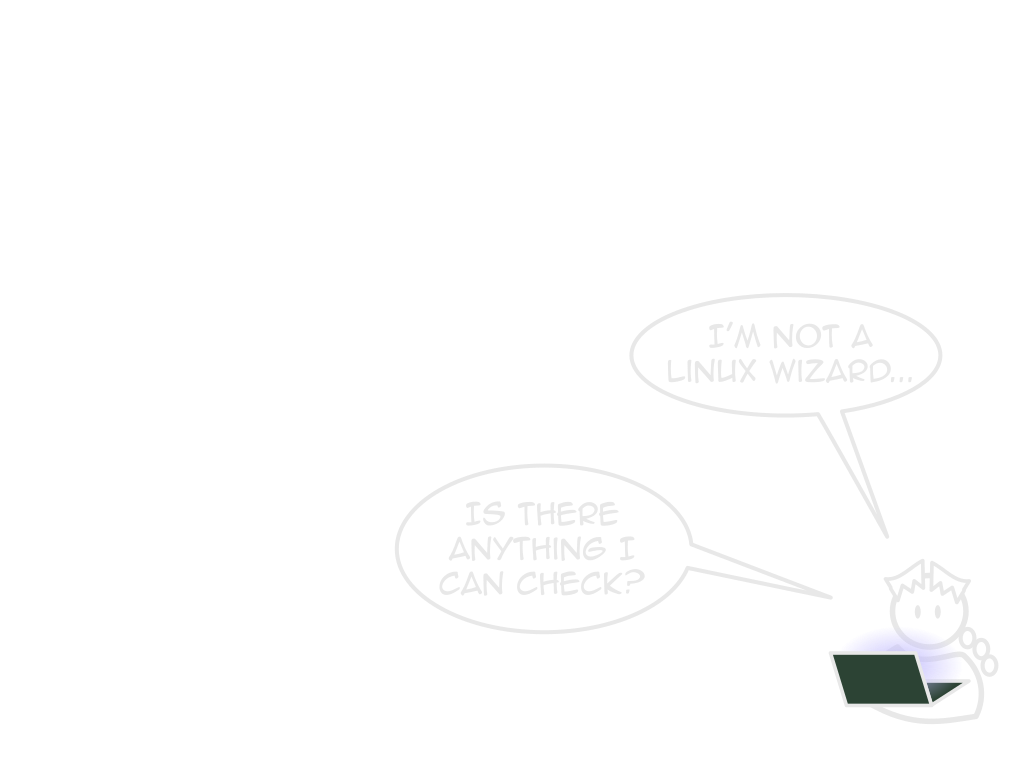 I'M NOT A
LINUX WIZARD...
IS THERE
ANYTHING I
CAN CHECK?